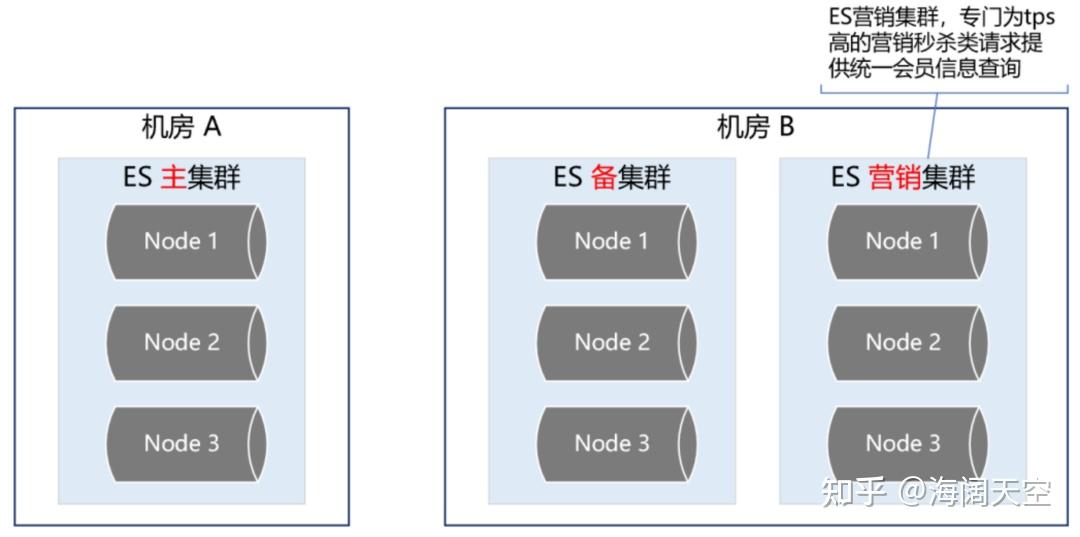 ES营销集群，专门为tps
高的营销秒杀类请求提
供统一会员信息查询
机房 A
ES 主集群
Node 1
Node 2
Node 3
机房 B
ES 备集群
Node 1
Node 2
Node 3
ES 营销集群
Node 1
Node 2
Node 3
知乎 @海阔天空